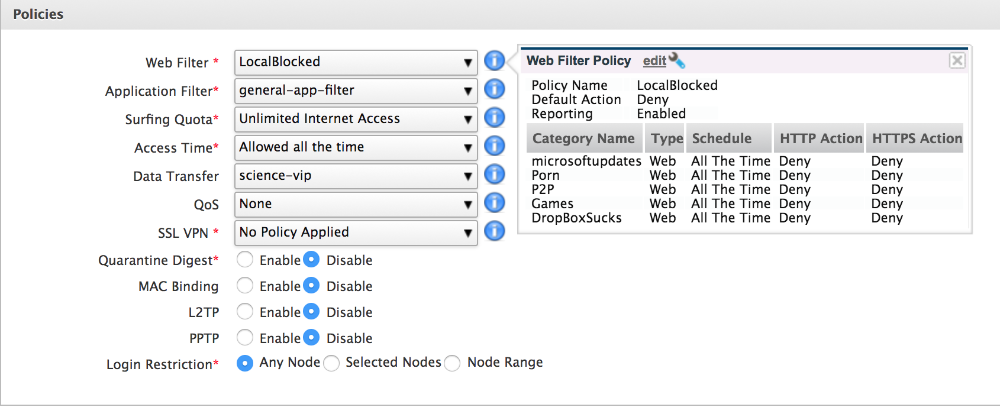 Policies
Web Filter * LocalBlocked
Application Filter* general-app-filter
Surfing Quota* Unlimited Internet Access
Access Time* Allowed all the time
Data Transfer science-vip
QoS None
SSL VPN * No Policy Applied
Quarantine Digest* Enable Disable
MAC Binding Enable Disable
L2TP Enable Disable
PPTP Enable Disable
Login Restriction* Any Node Selected Nodes Node Range
Web Filter Policy edit
Policy Name LocalBlocked
Default Action Deny
Reporting Enabled
Category Name Type Schedule HTTP Action HTTPS Action
microsoftupdates Web All The Time Deny Deny
Porn Web All The Time Deny Deny
P2P Web All The Time Deny Deny
Games Web All The Time Deny Deny
DropBoxSucks Web All The Time Deny Deny